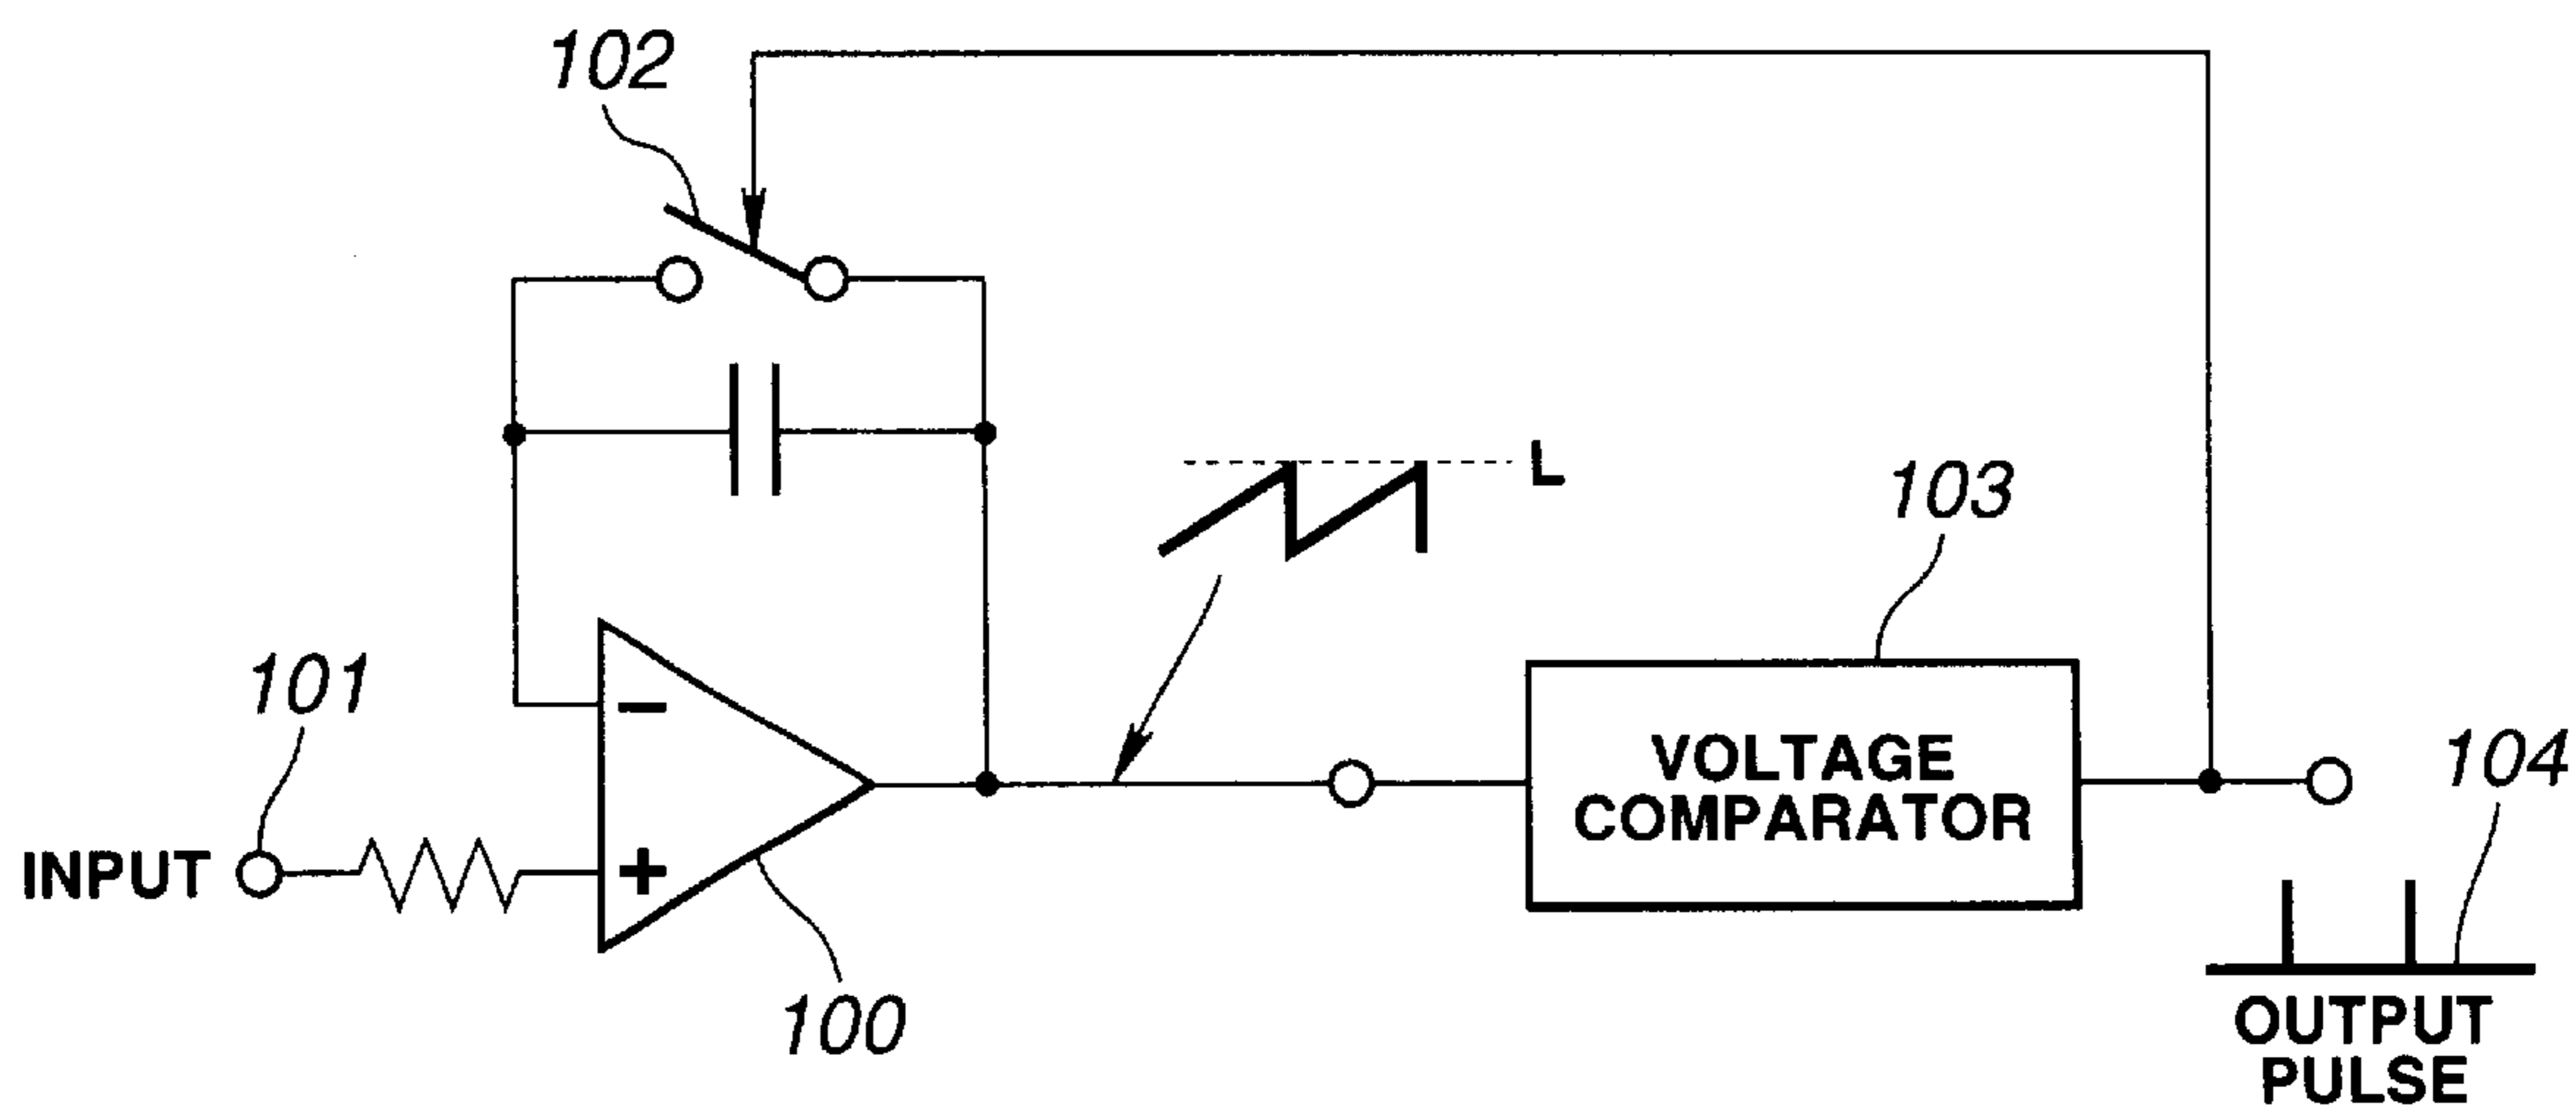 102
L
103
101
−
VOLTAGE
COMPARATOR
104
INPUT
+
100
OUTPUT
PULSE